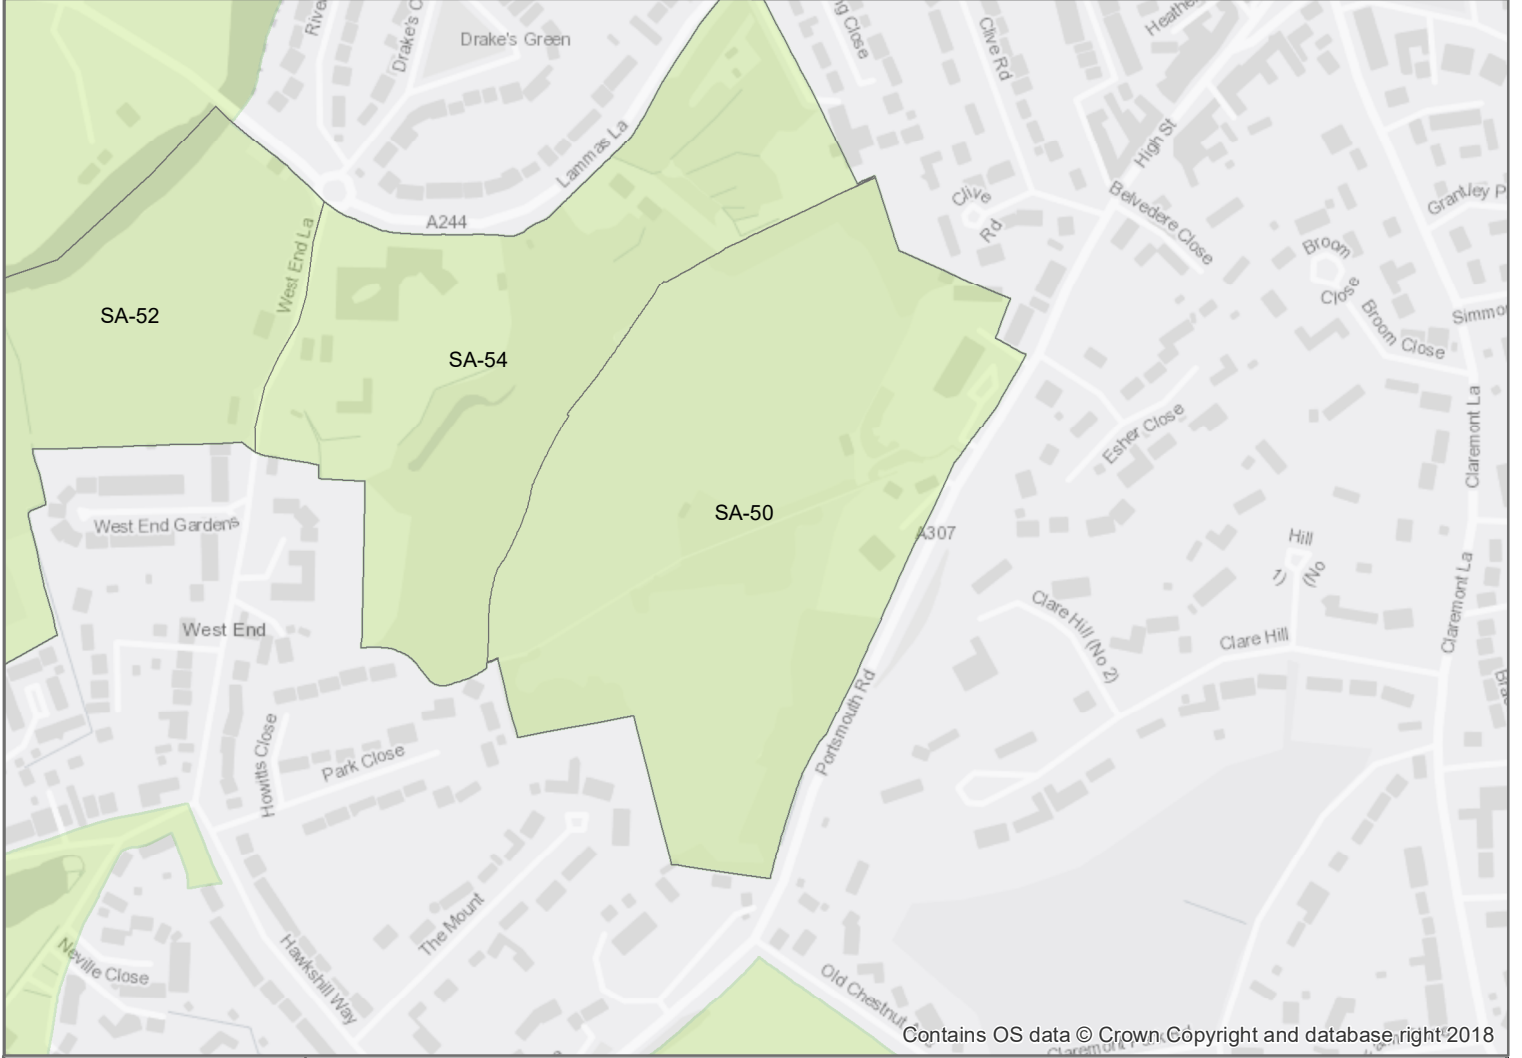 Drake's Green
Clive Rd
High St
Lammas La
A244
West End La
Clive
Rd
Belvedere Close
Broom
Close
Broom Close
SA-52
SA-54
SA-50
Esher Close
Claremont La
West End Gardens
A307
Hill
(No
1)
Clare Hill (No 2)
Clare Hill
Claremont La
West End
Portsmouth Rd
Howitts Close
Park Close
The Mount
Hawkshill Way
Neville Close
Old Chestnut
Contains OS data © Crown Copyright and database right 2018